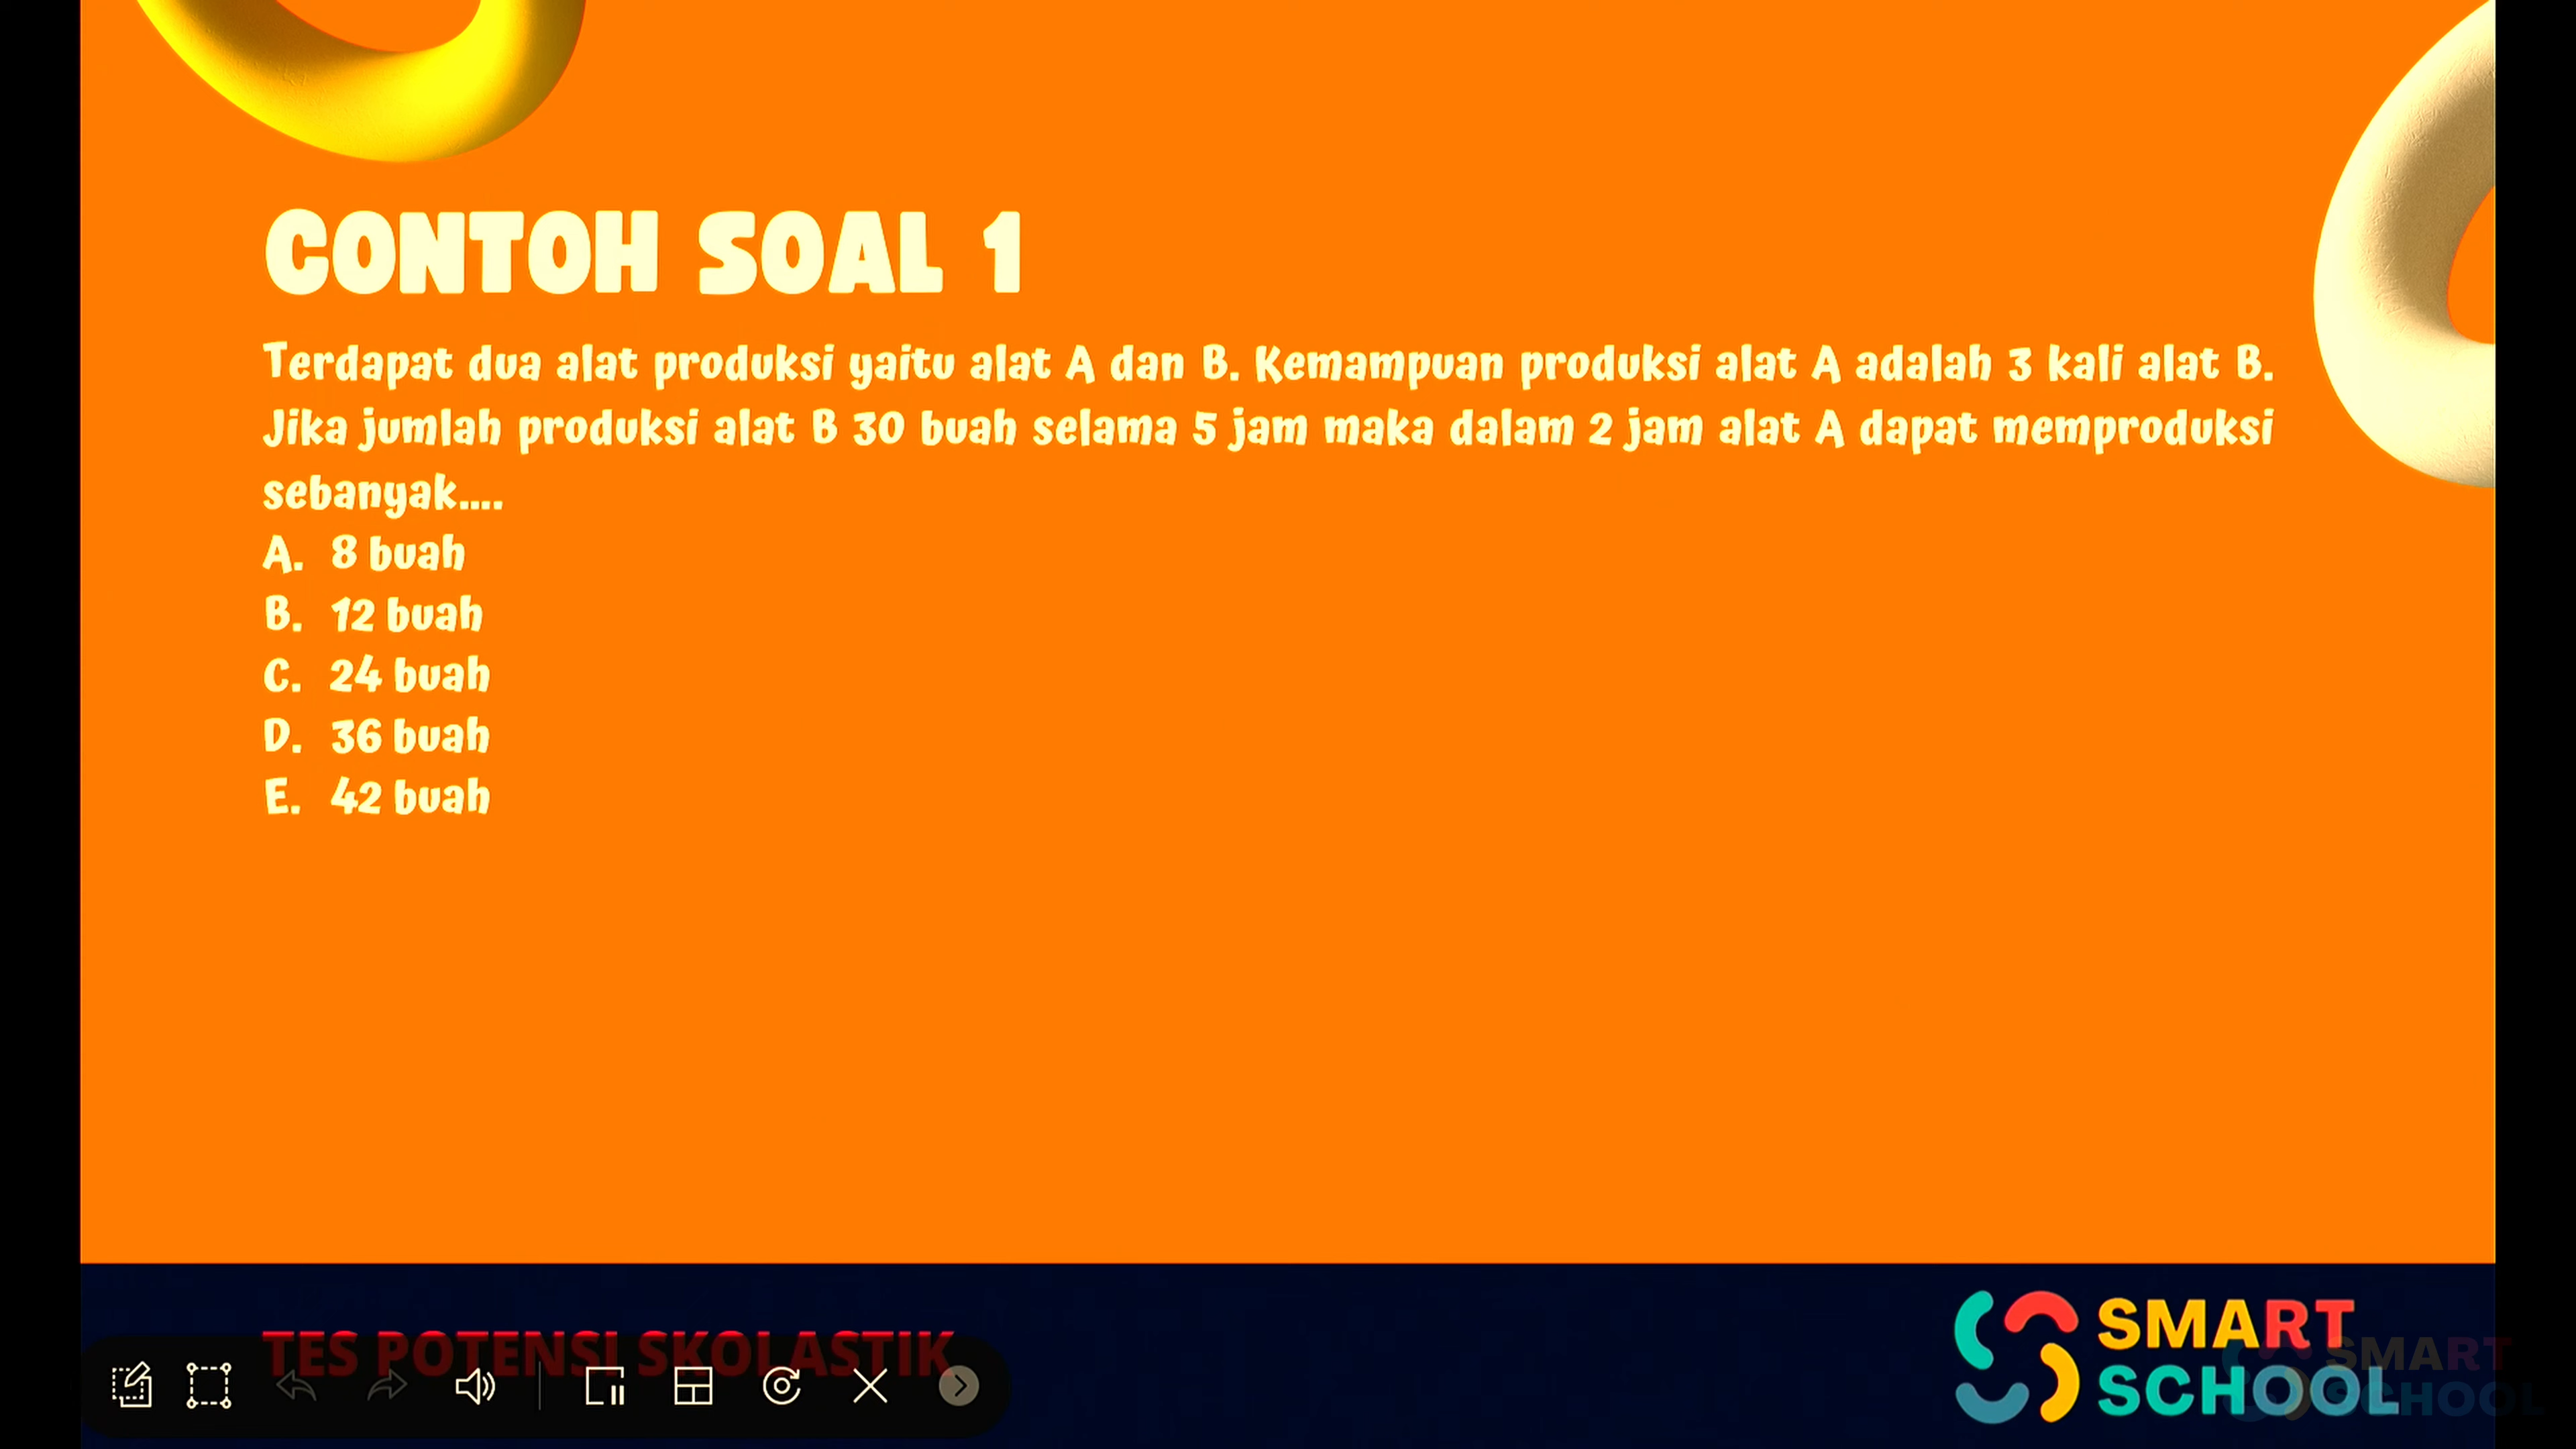 CONTOH SOAL 1
Terdapat dua alat produksi yaitu alat A dan B. Kemampuan produksi alat A adalah 3 kali alat B.
Jika jumlah produksi alat B 30 buah selama 5 jam maka dalam 2 jam alat A dapat memproduksi
sebanyak....
A. 8 buah
B. 12 buah
C. 24 buah
D. 36 buah
E. 42 buah
TES POTENSI SKOLASTIK
SMART
SCHOOL
SMART
SCHOOL